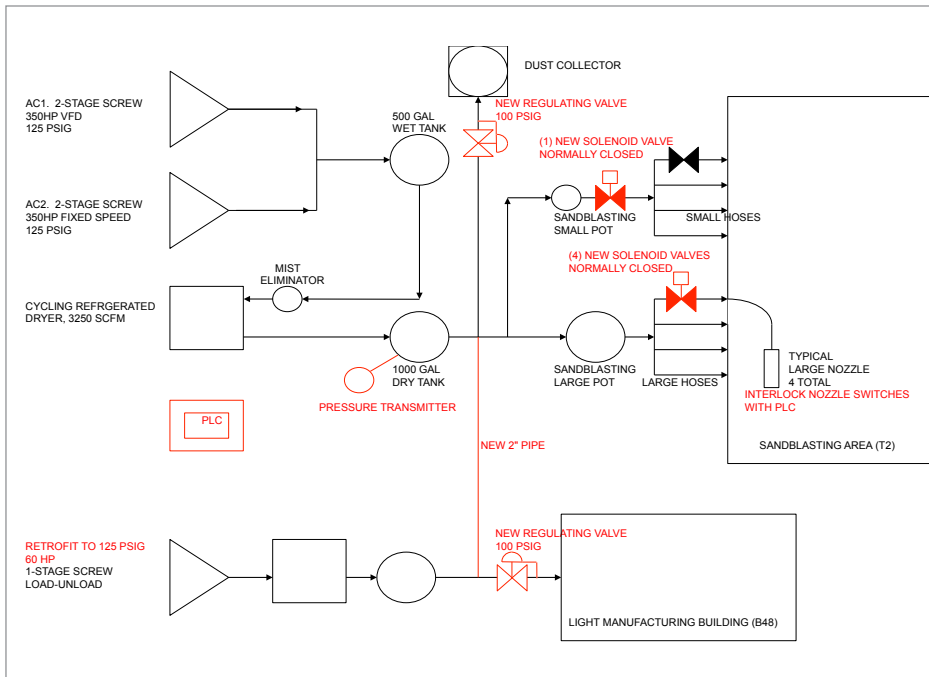 DUST COLLECTOR
AC1.  2-STAGE SCREW
350HP VFD
125 PSIG
500 GAL
WET TANK
NEW REGULATING VALVE
100 PSIG
(1) NEW SOLENOID VALVE
NORMALLY CLOSED
AC2.  2-STAGE SCREW
350HP FIXED SPEED
125 PSIG
SANDBLASTING
SMALL POT
SMALL HOSES
(4) NEW SOLENOID VALVES
NORMALLY CLOSED
MIST
ELIMINATOR
CYCLING REFRGERATED
DRYER, 3250 SCFM
1000 GAL
DRY TANK
SANDBLASTING
LARGE POT
LARGE HOSES
TYPICAL
LARGE NOZZLE
4 TOTAL
INTERLOCK NOZZLE SWITCHES
WITH PLC
PRESSURE TRANSMITTER
PLC
NEW 2" PIPE
SANDBLASTING AREA (T2)
RETROFIT TO 125 PSIG
60 HP
1-STAGE SCREW
LOAD-UNLOAD
NEW REGULATING VALVE
100 PSIG
LIGHT MANUFACTURING BUILDING (B48)